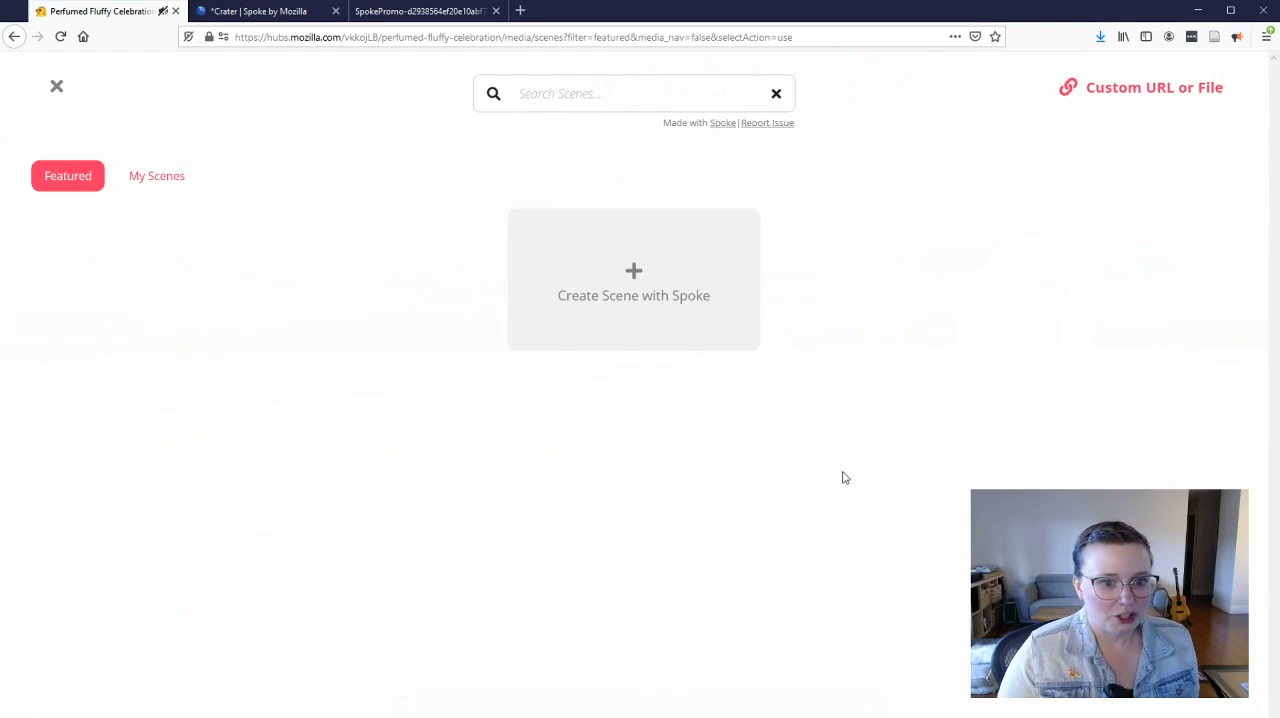 Perfumed Fluffy Celebration
*Crater | Spoke by Mozilla
SpokePromo-d2938564ef20e10abf7
https://hubs.mozilla.com/vkkojLB/perfumed-fluffy-celebration/media/scenes?filter=featured&media_nav=false&selectAction=use
Search Scenes...
Custom URL or File
Made with Spoke | Report Issue
Featured
My Scenes
Create Scene with Spoke